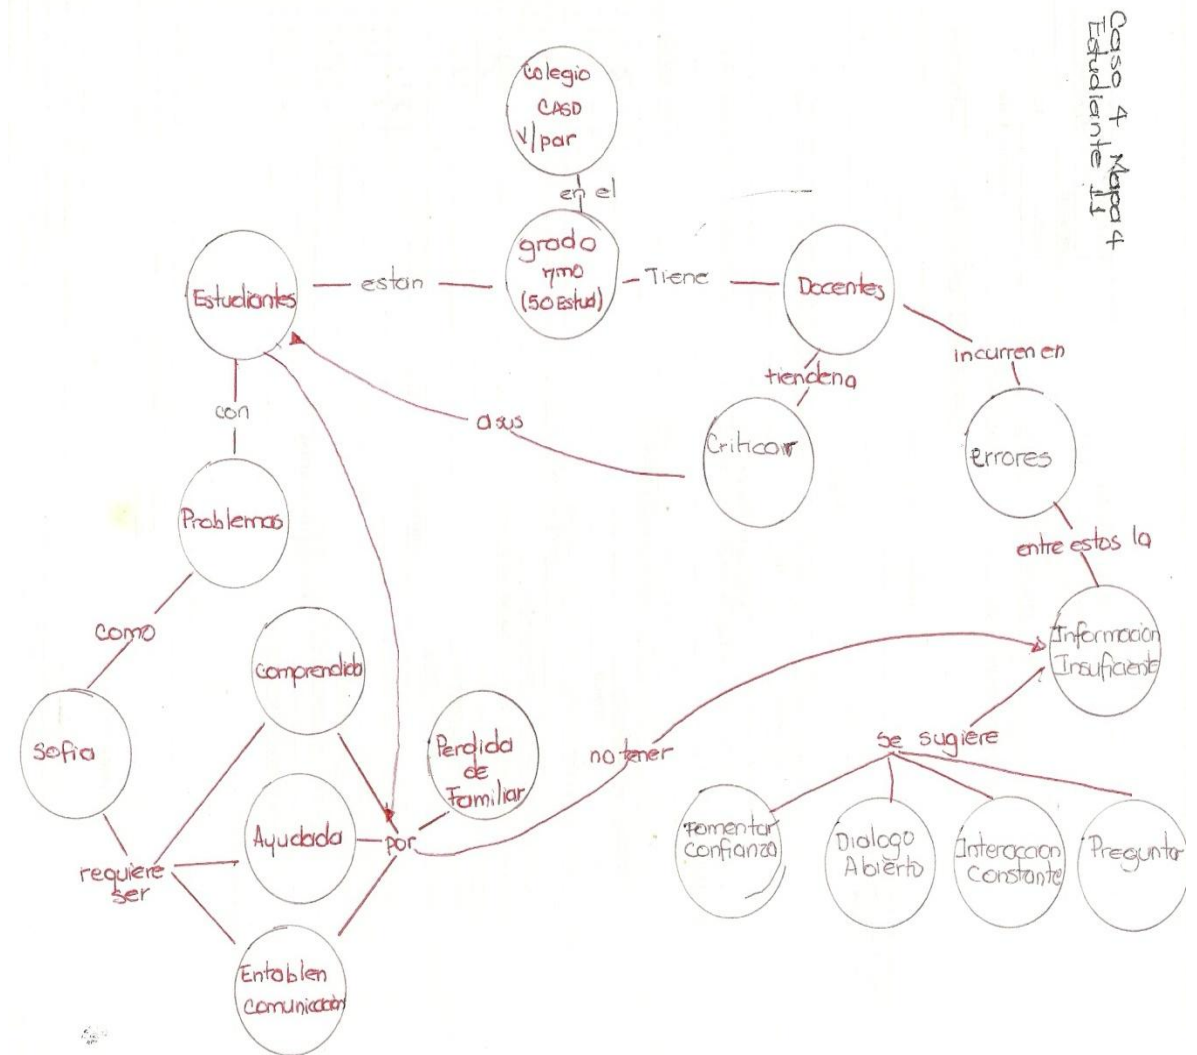 Caso 4 Mapa 4
Estudiante 11
Colegio
CASD
V/par
en el
grado
7mo
(50 Estud)
Tiene
Docentes
están
Estudiantes
incurren en
tienden a
a sus
Criticar
errores
con
Problemas
entre estos la
Informacion
Insuficiente
como
Comprendida
Sofia
Perdida
de
Familiar
no tener
se sugiere
Ayudada
por
requiere
ser
Fomentar
Confianza
Dialogo
Abierto
Interaccion
Constante
Pregunta
Entablen
comunicación